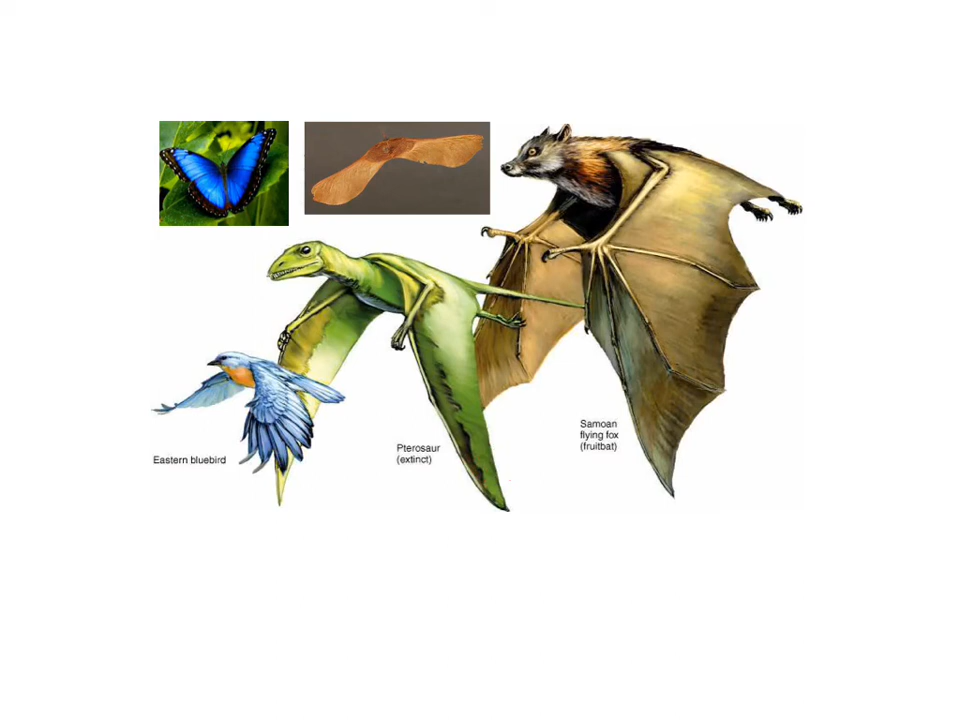 Eastern bluebird
Pterosaur
(extinct)
Samoan
flying fox
(fruitbat)